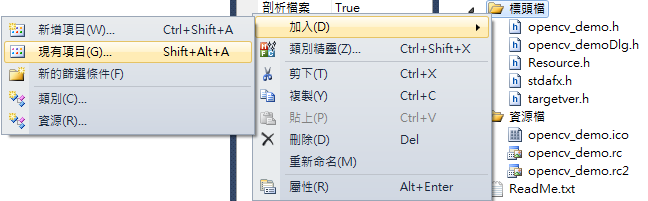 新增項目(W)... Ctrl+Shift+A
現有項目(G)... Shift+Alt+A
新的篩選條件(F)
類別(C)...
資源(R)...
剖析檔案 True
加入(D)
類別精靈(Z)... Ctrl+Shift+X
剪下(T) Ctrl+X
複製(Y) Ctrl+C
貼上(P) Ctrl+V
刪除(D) Del
重新命名(M)
屬性(R) Alt+Enter
標頭檔
opencv_demo.h
opencv_demoDlg.h
Resource.h
stdafx.h
targetver.h
資源檔
opencv_demo.ico
opencv_demo.rc
opencv_demo.rc2
ReadMe.txt